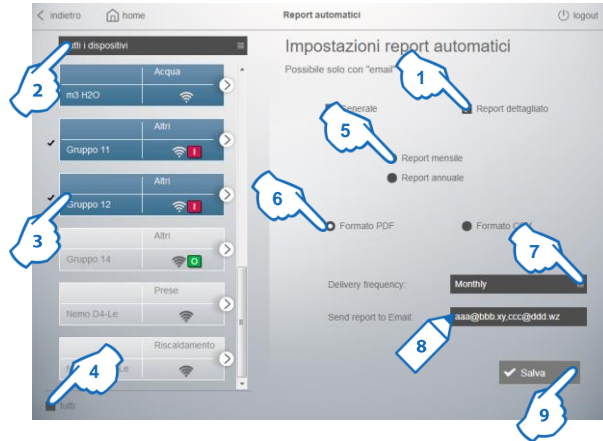 indietro
home
Report automatici
logout
Tutti i dispositivi
Impostazioni report automatici
Possibile solo con "email"
1
2
Acqua
m3 H2O
Generale
Report dettagliato
5
Altri
Gruppo 11
I
Report mensile
Report annuale
Altri
Gruppo 12
I
3
6
Formato PDF
Formato
7
Altri
Gruppo 14
O
Prese
Nemo D4-Le
Delivery frequency:
Monthly
Send report to Email:
aaa@bbb.xy,ccc@ddd.wz
8
Riscaldamento
4
Salva
9
tutti